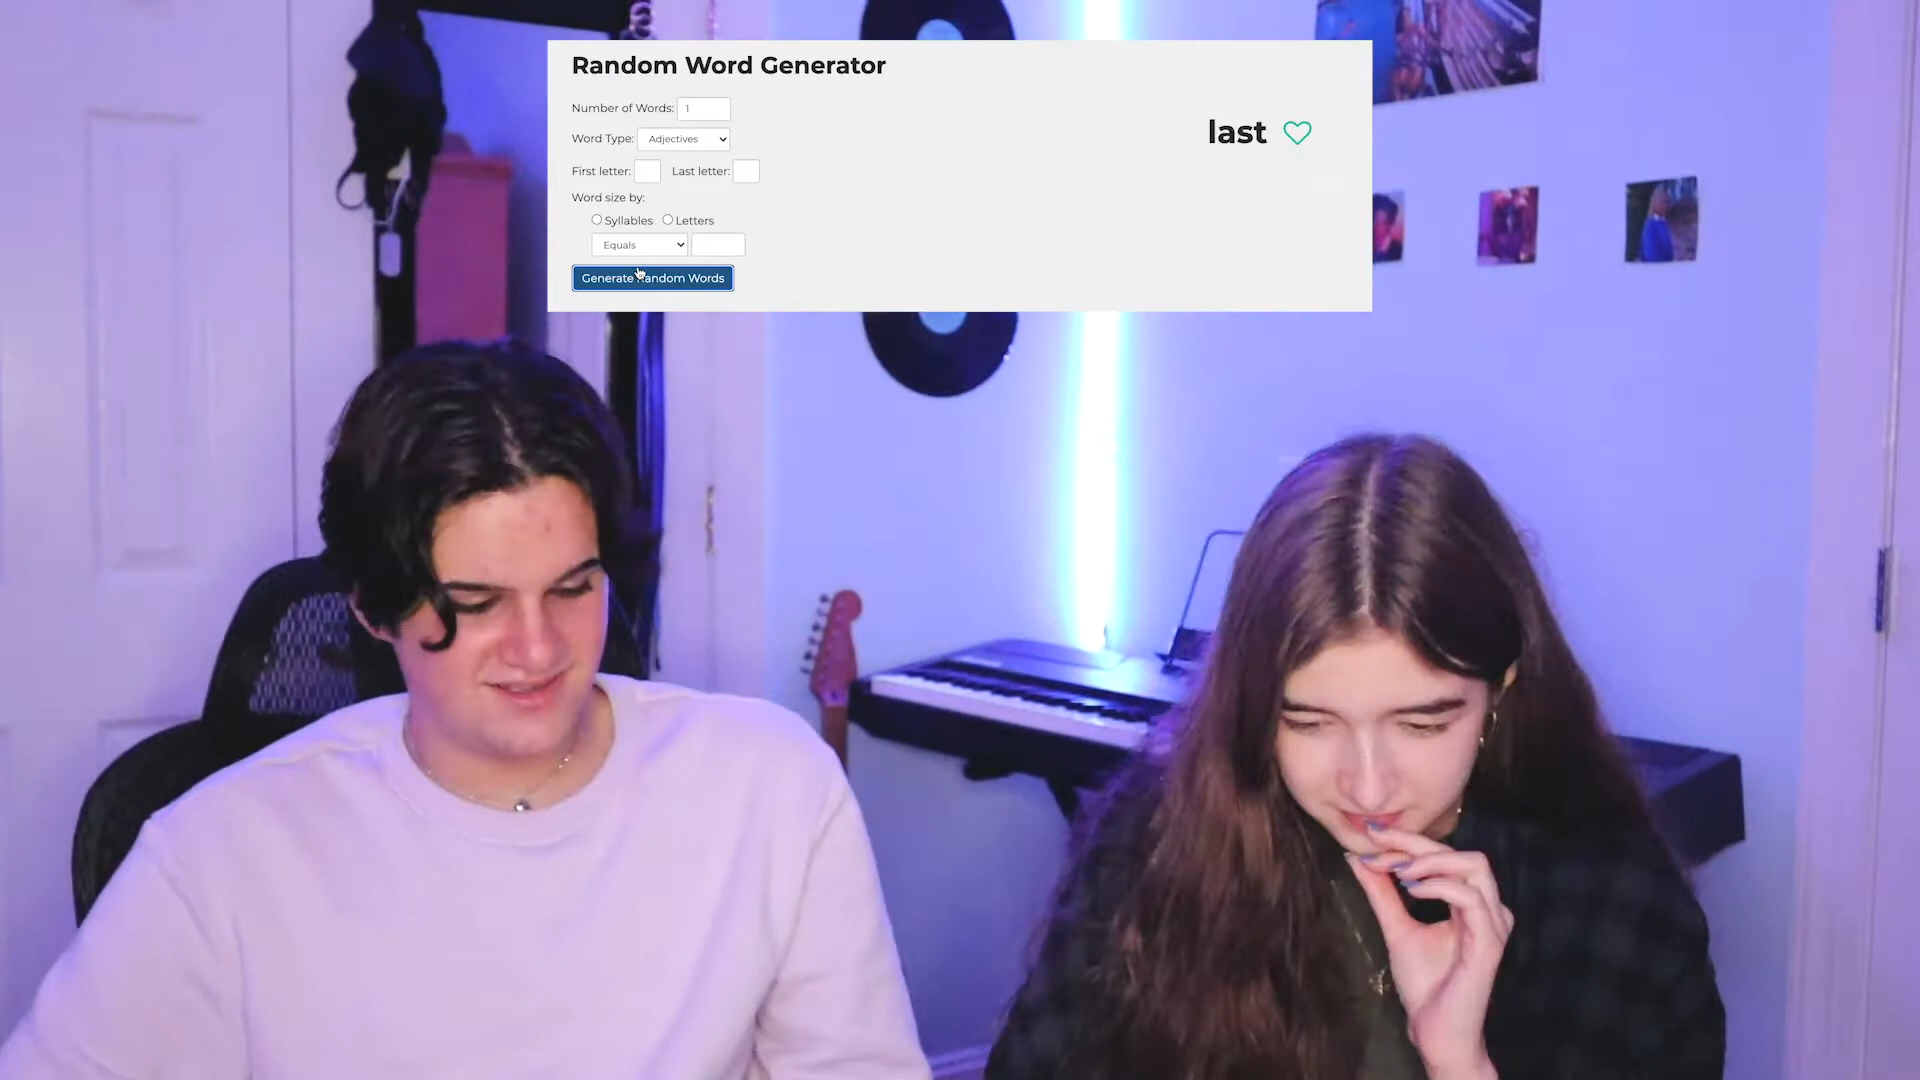 Random Word Generator
Number of Words: 1
Word Type: Adjectives
First letter: Last letter:
Word size by:
Syllables Letters
Equals
Generate Random Words
last